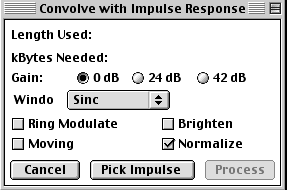 Convolve with Impulse Response
Length Used:
kBytes Needed:
Gain: 0 dB 24 dB 42 dB
Windo Sinc
Ring Modulate Brighten
Moving Normalize
Cancel Pick Impulse Process